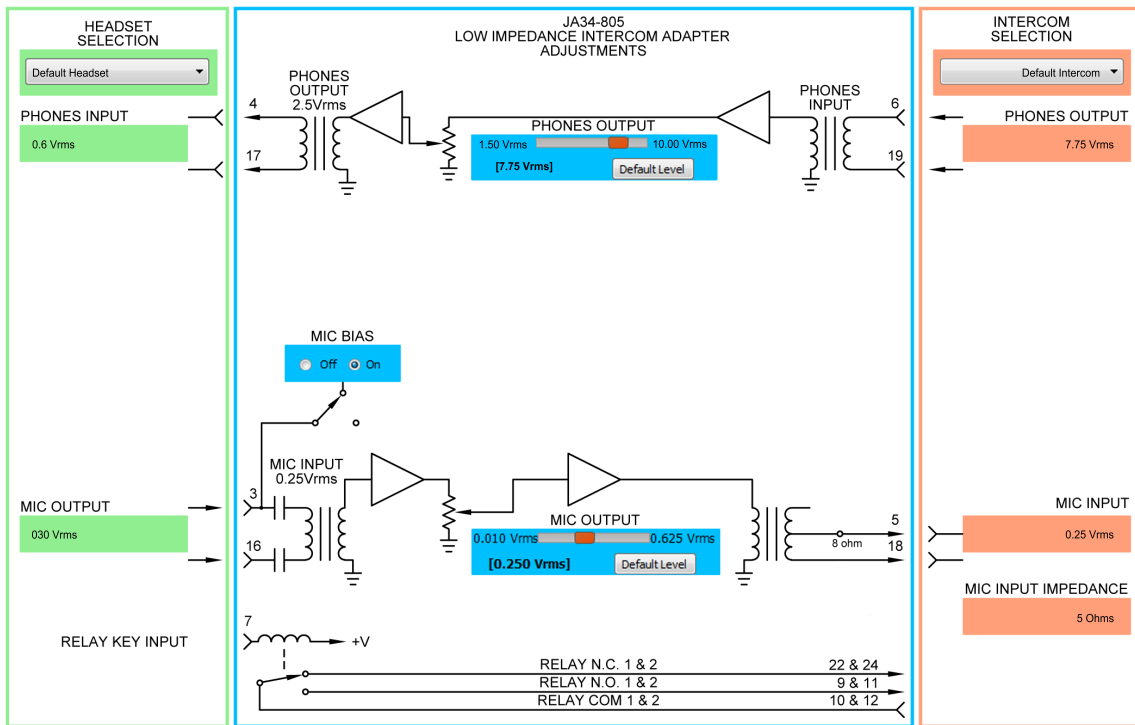 HEADSET
SELECTION
Default Headset
PHONES INPUT
0.6 Vrms
MIC OUTPUT
030 Vrms
RELAY KEY INPUT
JA34-805
LOW IMPEDANCE INTERCOM ADAPTER
ADJUSTMENTS
PHONES
OUTPUT
2.5Vrms
4
17
PHONES OUTPUT
1.50 Vrms
10.00 Vrms
[7.75 Vrms]
Default Level
PHONES
INPUT
6
19
MIC BIAS
Off
On
MIC INPUT
0.25Vrms
3
16
MIC OUTPUT
0.010 Vrms
0.625 Vrms
[0.250 Vrms]
Default Level
5
8 ohm
18
7
+V
RELAY N.C. 1 & 2
22 & 24
RELAY N.O. 1 & 2
9 & 11
RELAY COM 1 & 2
10 & 12
INTERCOM
SELECTION
Default Intercom
PHONES OUTPUT
7.75 Vrms
MIC INPUT
0.25 Vrms
MIC INPUT IMPEDANCE
5 Ohms